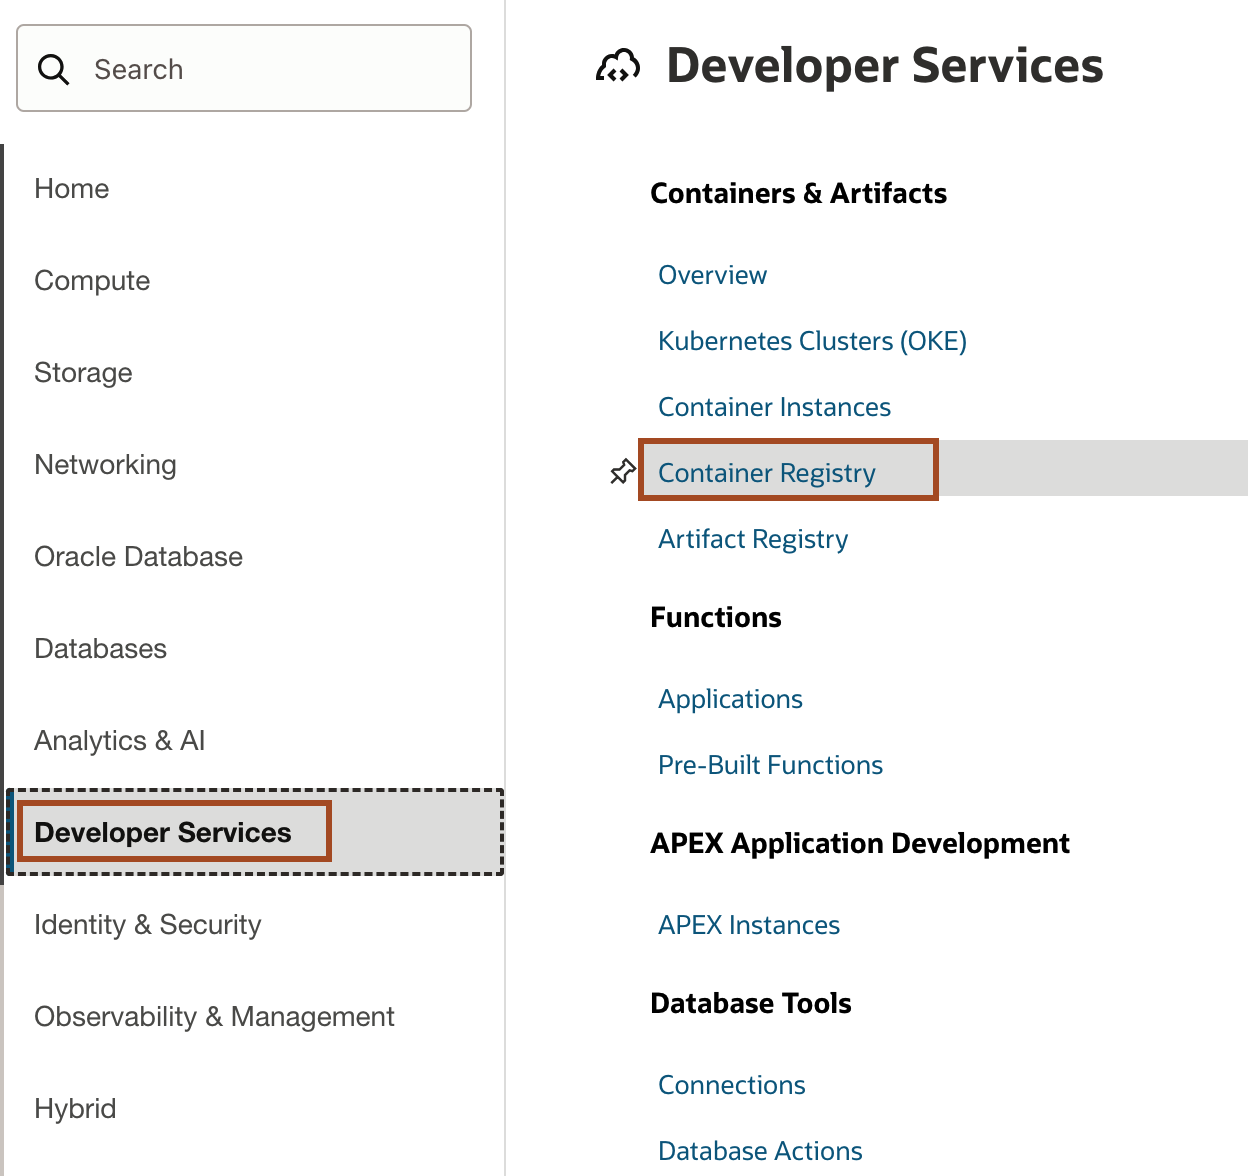 Search
Home
Compute
Storage
Networking
Oracle Database
Databases
Analytics & AI
Developer Services
Identity & Security
Observability & Management
Hybrid
Developer Services
Containers & Artifacts
Overview
Kubernetes Clusters (OKE)
Container Instances
Container Registry
Artifact Registry
Functions
Applications
Pre-Built Functions
APEX Application Development
APEX Instances
Database Tools
Connections
Database Actions